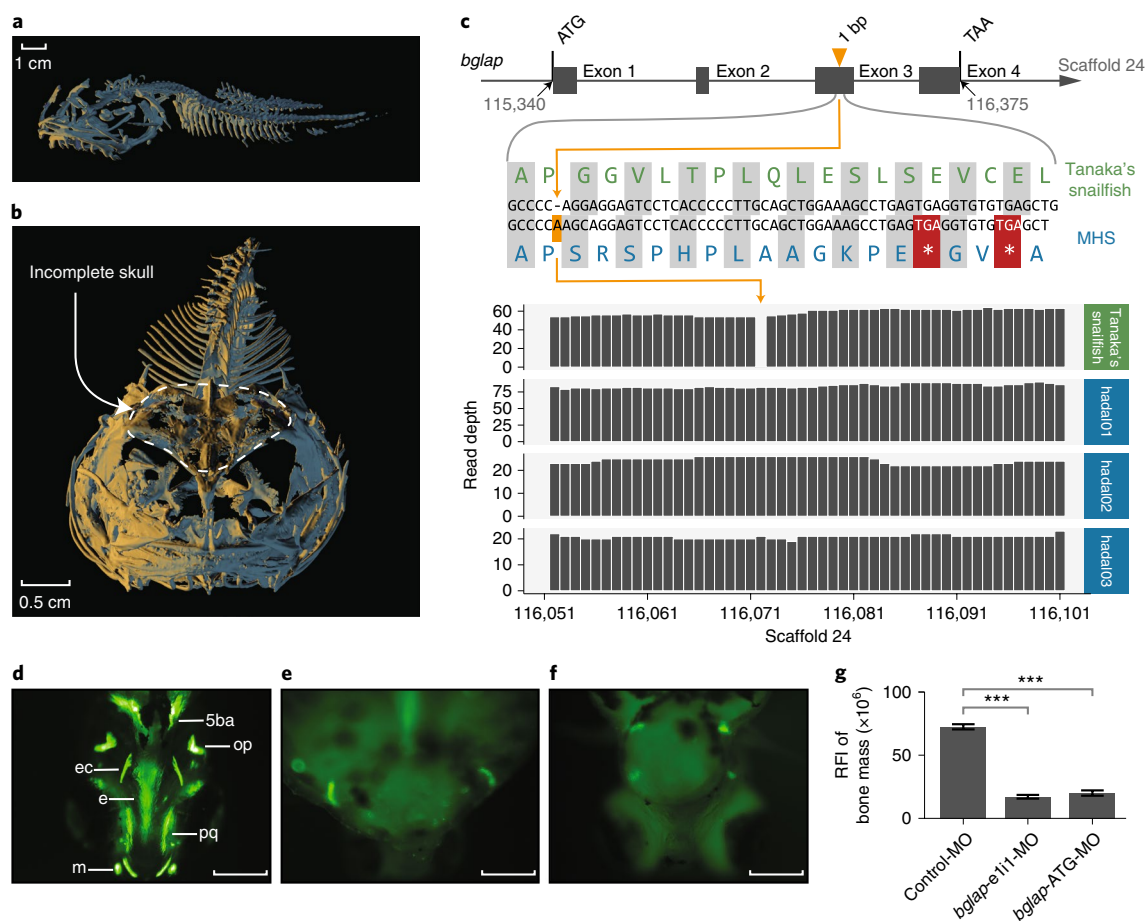 a
1 cm
b
Incomplete skull
0.5 cm
c
bglap
ATG
1 bp
TAA
Exon 1
Exon 2
Exon 3
Exon 4
Scaffold 24
115,340
116,375
A P G G V L T P L Q L E S L S E V C E L
Tanaka's
snailfish
GCCCC-AGGAGGAGTCCTCACCCCCTTGCAGCTGGAAAGCCTGAGTGAGGTGTGTGAGCTG
GCCCCAAGCAGGAGTCCTCACCCCCTTGCAGCTGGAAAGCCTGAGTGAGGTGTGTGAGCT
MHS
A P S R S P H P L A A G K P E * G V * A
Read depth
60
40
20
0
Tanaka's
snailfish
75
50
25
0
hadal01
20
10
0
hadal02
20
10
0
hadal03
116,051
116,061
116,071
116,081
116,091
116,101
Scaffold 24
d
5ba
op
ec
e
pq
m
e
f
g
RFI of
bone mass (×10⁶)
100
50
0
***
***
Control-MO
bglap-e1i1-MO
bglap-ATG-MO